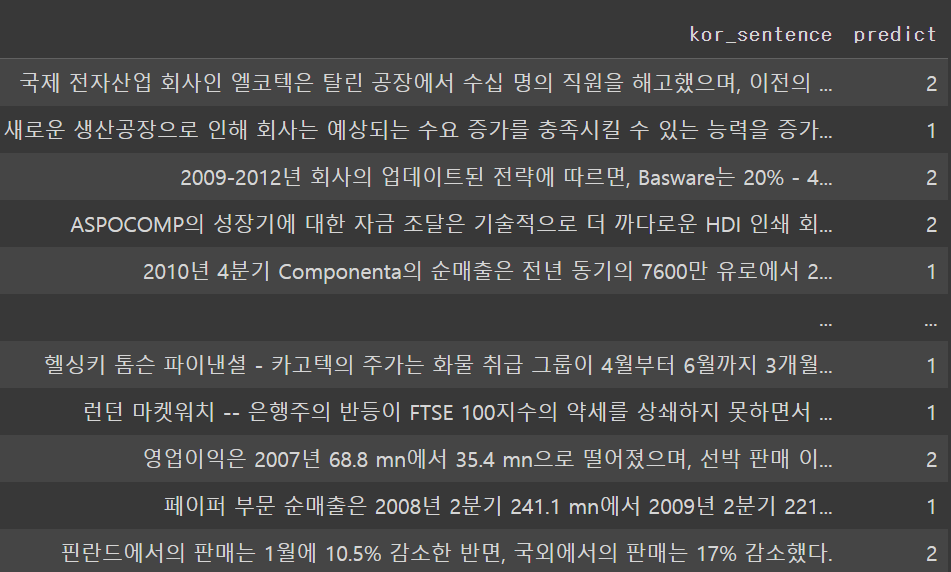 kor_sentence predict
국제 전자산업 회사인 엘코텍은 탈린 공장에서 수십 명의 직원을 해고했으며, 이전의 ... 2
새로운 생산공장으로 인해 회사는 예상되는 수요 증가를 충족시킬 수 있는 능력을 증가... 1
2009-2012년 회사의 업데이트된 전략에 따르면, Basware는 20% - 4... 2
ASPOCOMP의 성장기에 대한 자금 조달은 기술적으로 더 까다로운 HDI 인쇄 회... 2
2010년 4분기 Componenta의 순매출은 전년 동기의 7600만 유로에서 2... 1
... ...
헬싱키 톰슨 파이낸셜 - 카고텍의 주가는 화물 취급 그룹이 4월부터 6월까지 3개월... 1
런던 마켓워치 -- 은행주의 반등이 FTSE 100지수의 약세를 상쇄하지 못하면서 ... 1
영업이익은 2007년 68.8 mn에서 35.4 mn으로 떨어졌으며, 선박 판매 이... 2
페이퍼 부문 순매출은 2008년 2분기 241.1 mn에서 2009년 2분기 221... 1
핀란드에서의 판매는 1월에 10.5% 감소한 반면, 국외에서의 판매는 17% 감소했다. 2